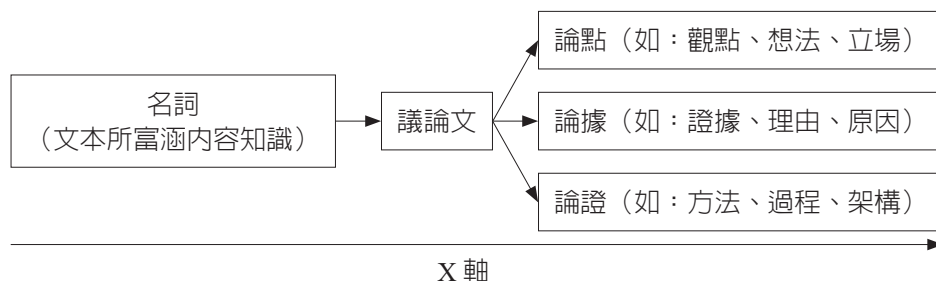 論點（如：觀點、想法、立場）
名詞
（文本所富涵内容知識）
議論文
論據（如：證據、理由、原因）
論證（如：方法、過程、架構）
X 軸